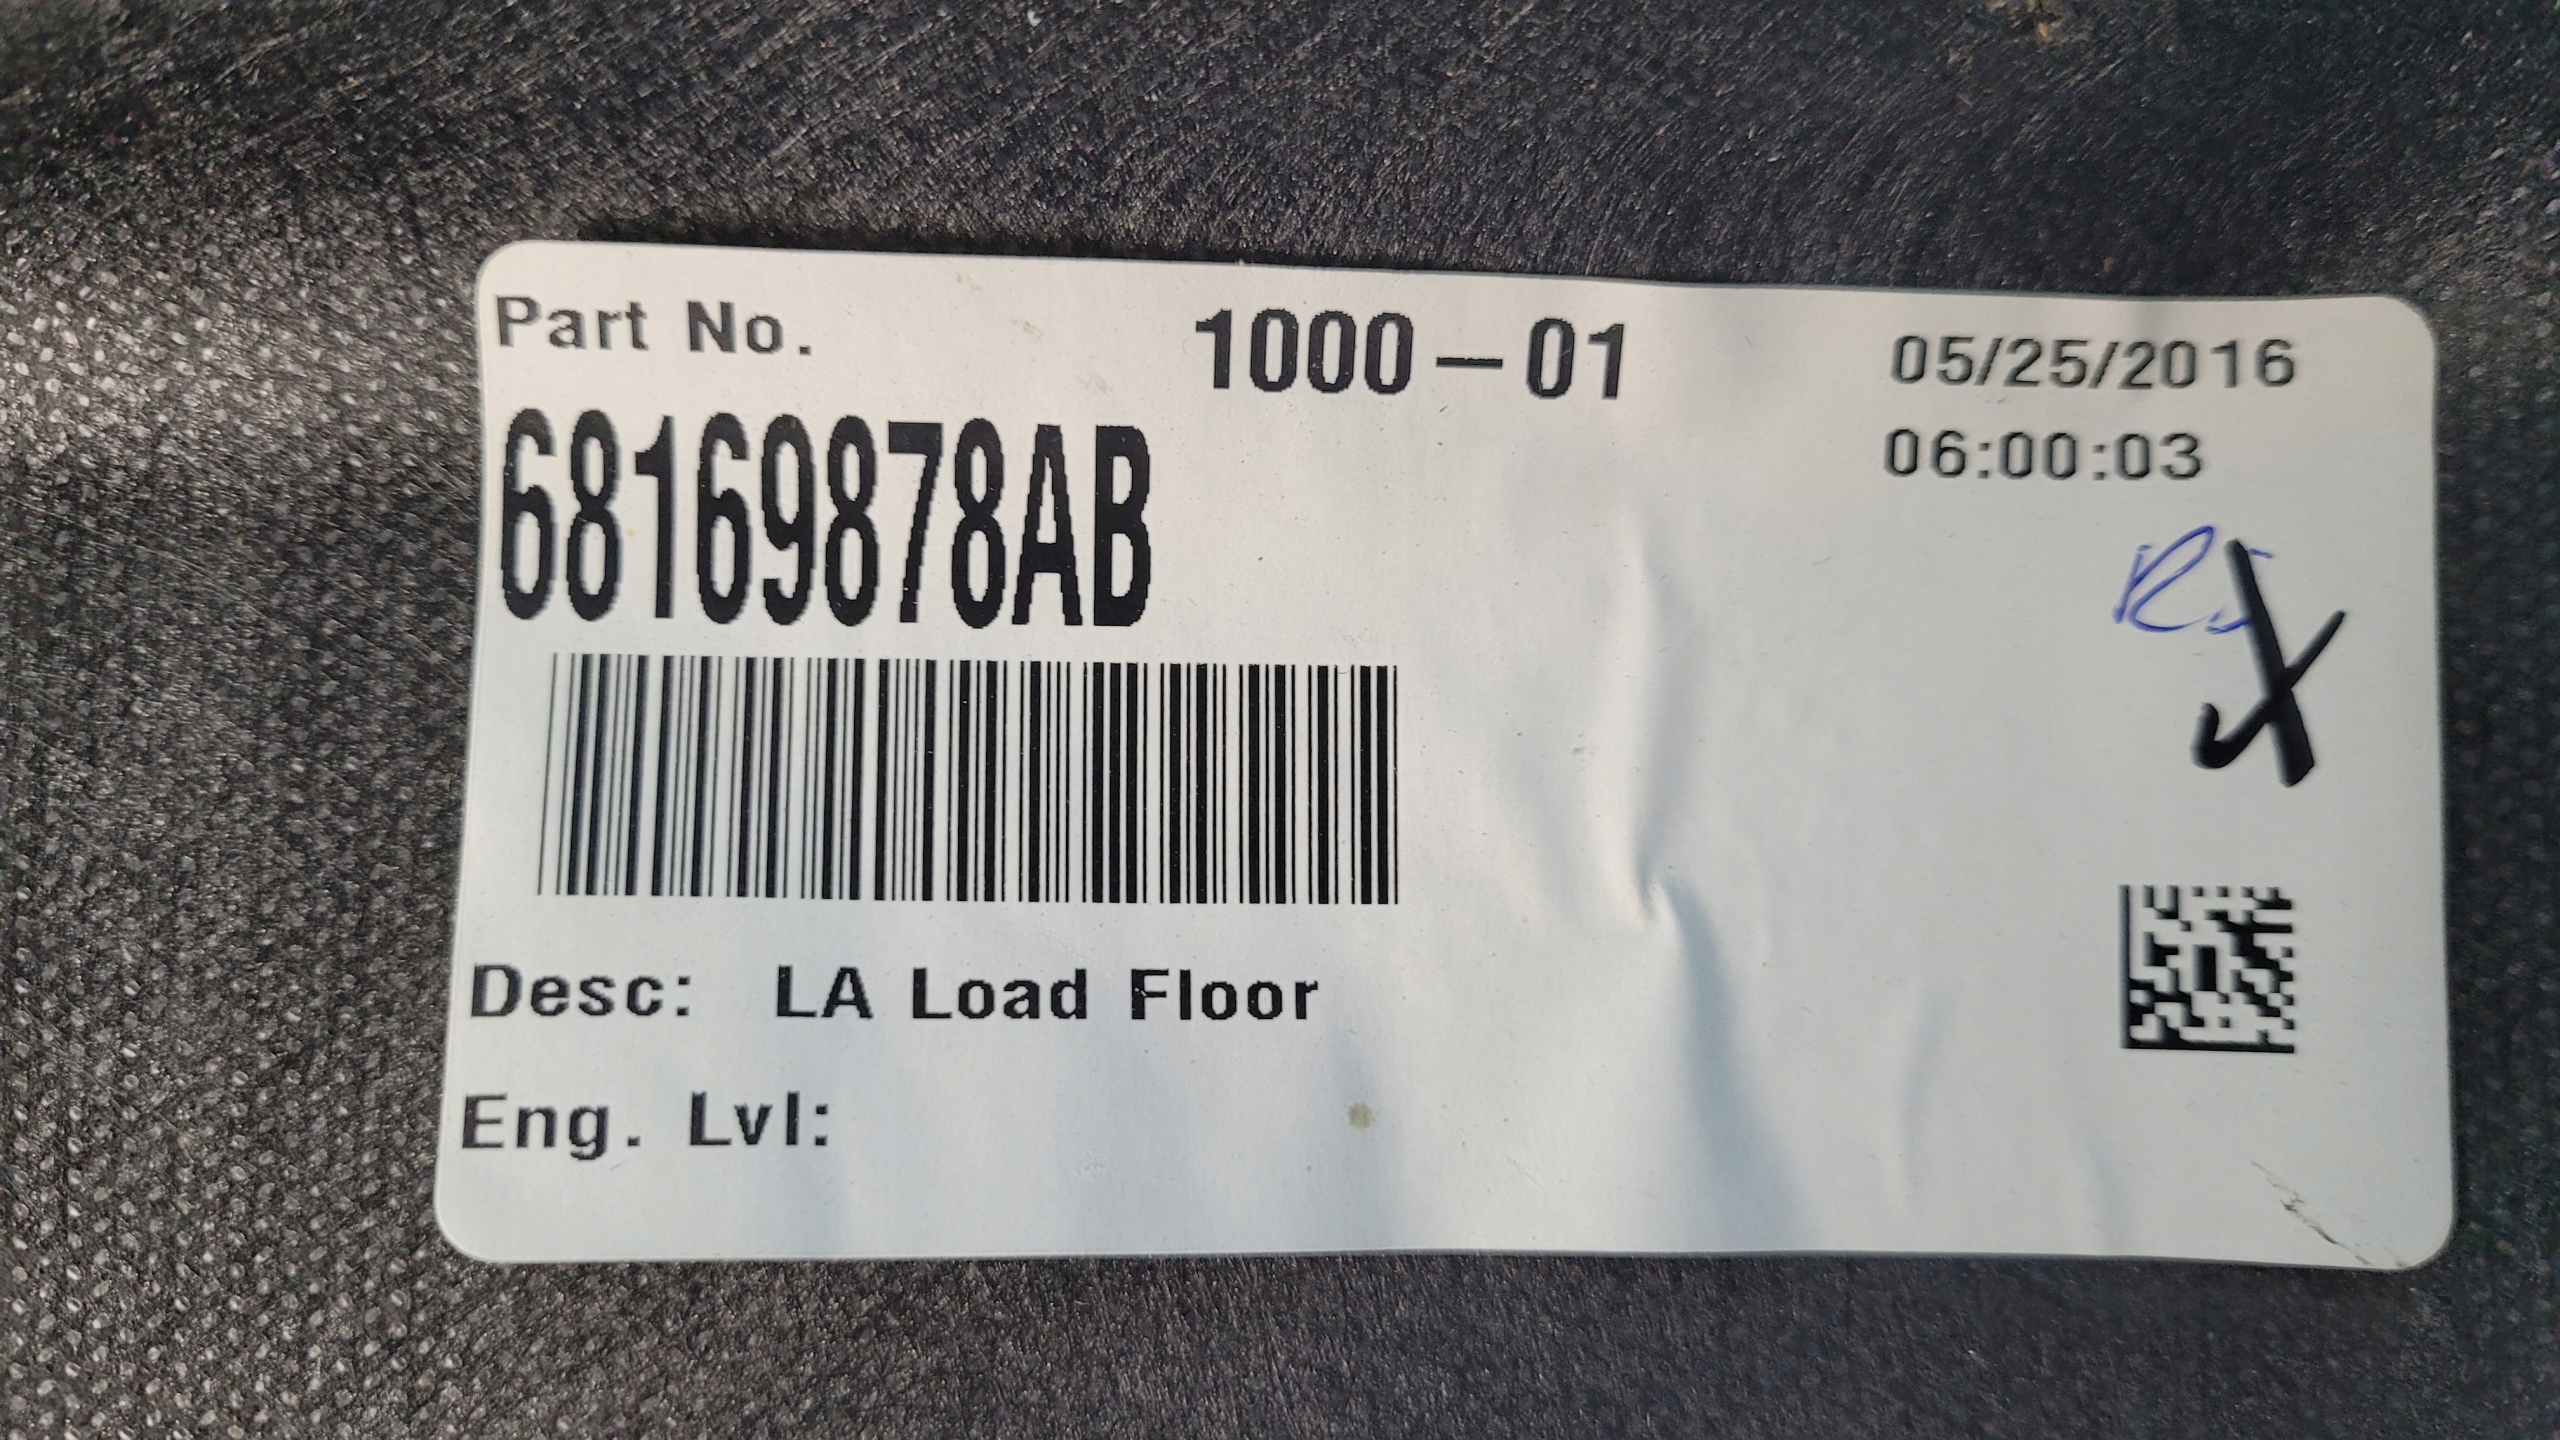 Part No.
1000-01
05/25/2016
06:00:03
68169878AB
Desc: LA Load Floor
Eng. Lvl: